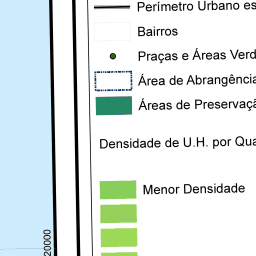 Perímetro Urbano es
Bairros
Praças e Áreas Verd
Área de Abrangência
Áreas de Preservaç
Densidade de U.H. por Qua
Menor Densidade
20000